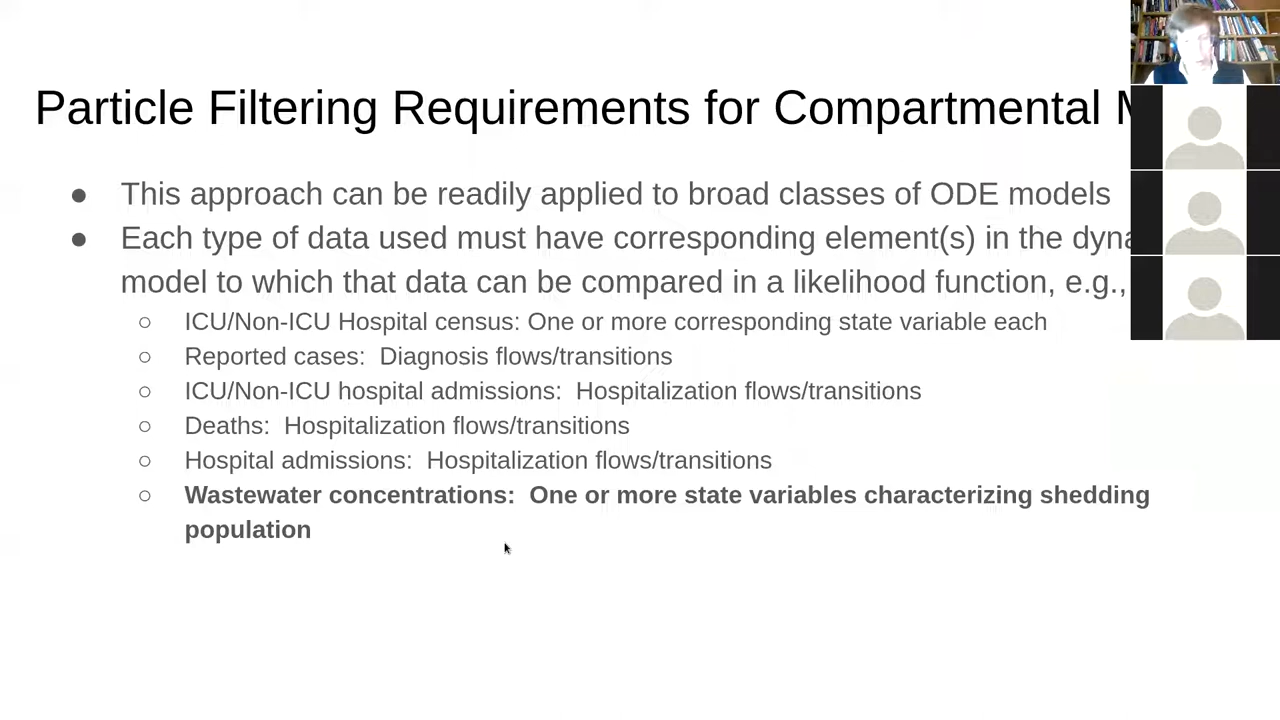 Particle Filtering Requirements for Compartmental
● This approach can be readily applied to broad classes of ODE models
● Each type of data used must have corresponding element(s) in the
model to which that data can be compared in a likelihood function, e.g.,
○ ICU/Non-ICU Hospital census: One or more corresponding state variable each
○ Reported cases:  Diagnosis flows/transitions
○ ICU/Non-ICU hospital admissions:  Hospitalization flows/transitions
○ Deaths:  Hospitalization flows/transitions
○ Hospital admissions:  Hospitalization flows/transitions
○ Wastewater concentrations:  One or more state variables characterizing shedding
population